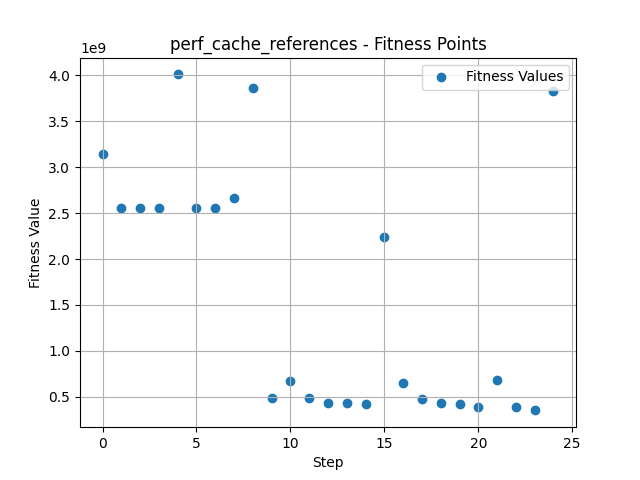 perf_cache_references - Fitness Points
1e9
Fitness Values
4.0
3.5
3.0
2.5
2.0
1.5
1.0
0.5
Fitness Value
0 5 10 15 20 25
Step